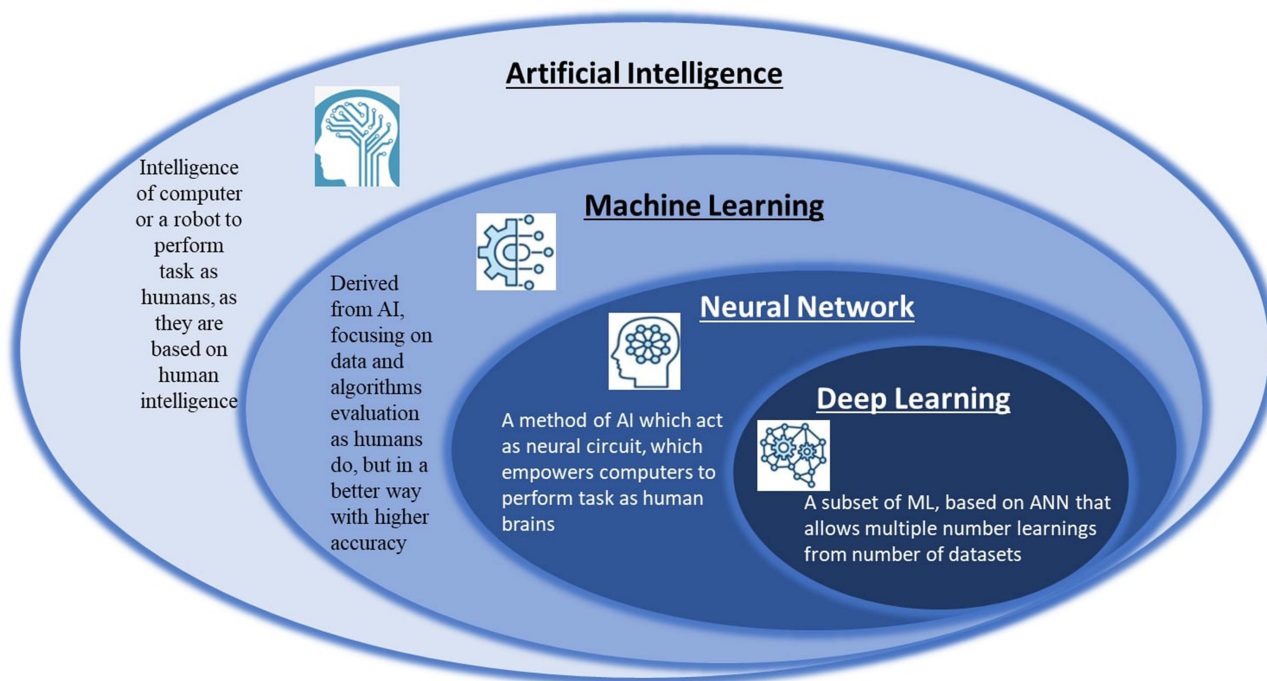 Artificial Intelligence
Intelligence
of computer
or a robot to
perform
task as
humans, as
they are
based on
human
intelligence
Machine Learning
Derived
from AI,
focusing on
data and
algorithms
evaluation
as humans
do, but in a
better way
with higher
accuracy
Neural Network
A method of AI which act
as neural circuit, which
empowers computers to
perform task as human
brains
Deep Learning
A subset of ML, based on ANN that
allows multiple number learnings
from number of datasets